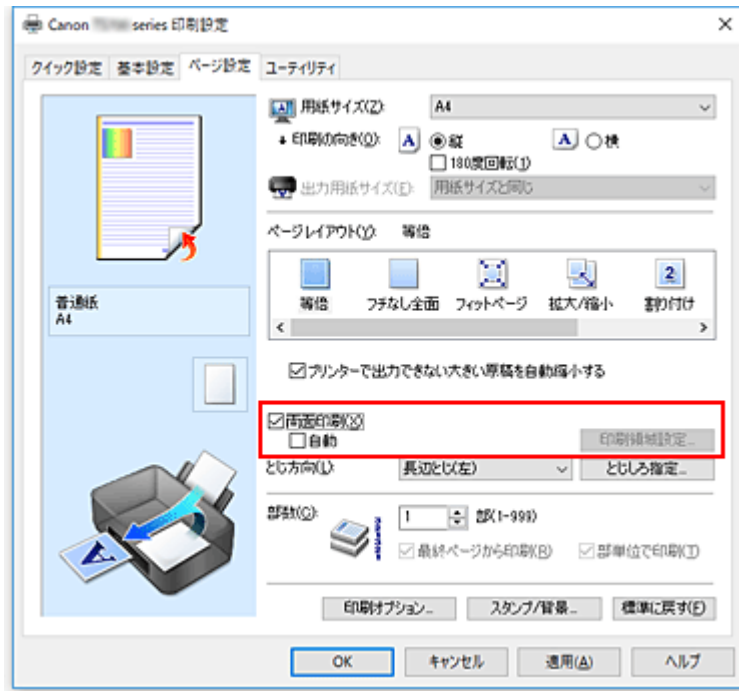 Canon series 印刷設定
クイック設定 基本設定 ページ設定 ユーティリティ
用紙サイズ(Z): A4
印刷の向き(O): A 縦 A 横
180度回転(1)
出力用紙サイズ(E): 用紙サイズと同じ
ページレイアウト(Y): 等倍
2
等倍 フチなし全面 フィットページ 拡大/縮小 割り付け
普通紙
A4
プリンターで出力できない大きい原稿を自動縮小する
両面印刷(X)
自動 印刷領域設定...
とじ方向(L): 長辺とじ(左) とじしろ指定...
部数(C): 1 部(1-999)
最終ページから印刷(R) 部単位で印刷(T)
A
印刷オプション... スタンプ/背景... 標準に戻す(F)
OK キャンセル 適用(A) ヘルプ